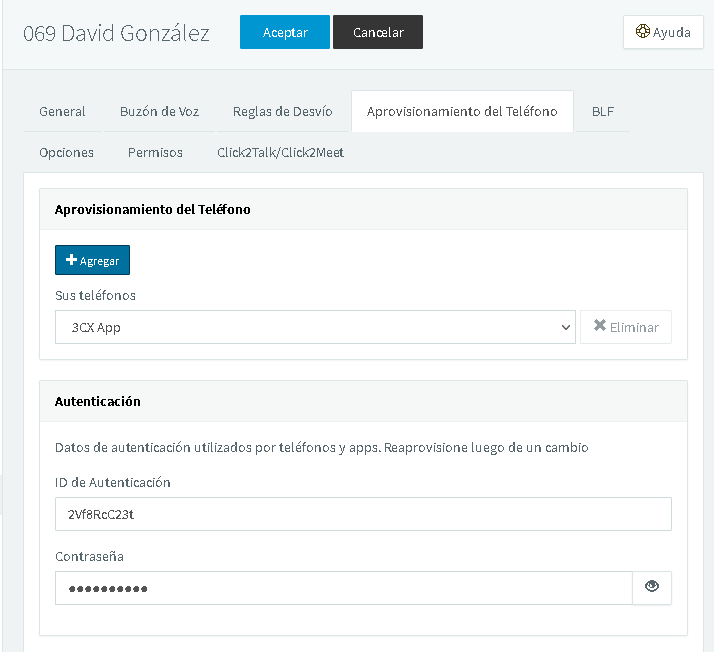 069 David González
Aceptar
Cancelar
Ayuda
General
Buzón de Voz
Reglas de Desvío
Aprovisionamiento del Teléfono
BLF
Opciones
Permisos
Click2Talk/Click2Meet
Aprovisionamiento del Teléfono
Agregar
Sus teléfonos
3CX App
Eliminar
Autenticación
Datos de autenticación utilizados por teléfonos y apps. Reaprovisione luego de un cambio
ID de Autenticación
2Vf8RcC23t
Contraseña
●●●●●●●●●●